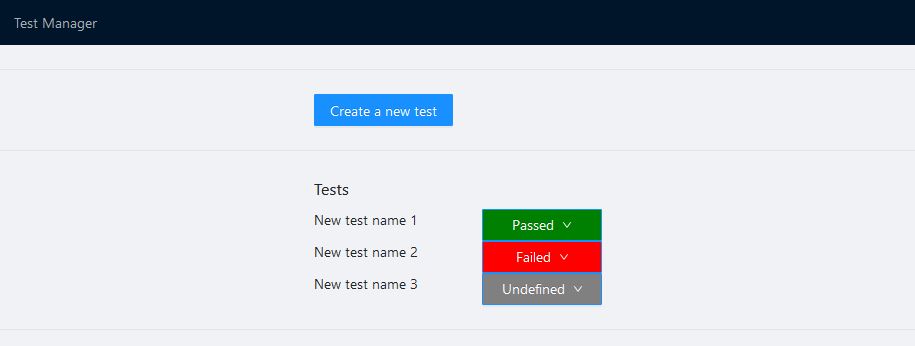 Test Manager
Create a new test
Tests
New test name 1 Passed
New test name 2 Failed
New test name 3 Undefined